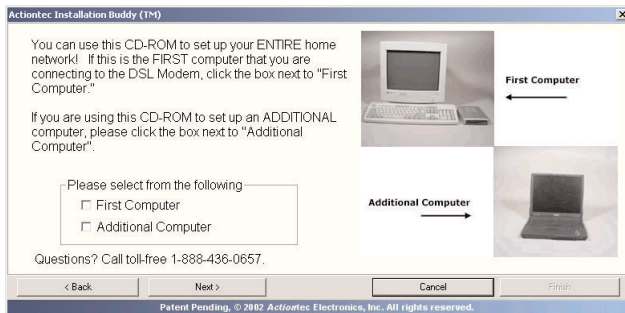 Actiontec Installation Buddy (TM)
You can use this CD-ROM to set up your ENTIRE home
network!  If this is the FIRST computer that you are
connecting to the DSL Modem, click the box next to "First
Computer."
If you are using this CD-ROM to set up an ADDITIONAL
computer, please click the box next to "Additional
Computer".
Please select from the following
First Computer
Additional Computer
Questions? Call toll-free 1-888-436-0657.
First Computer
Additional Computer
< Back
Next >
Cancel
Finish
Patent Pending, © 2002 Actiontec Electronics, Inc. All rights reserved.